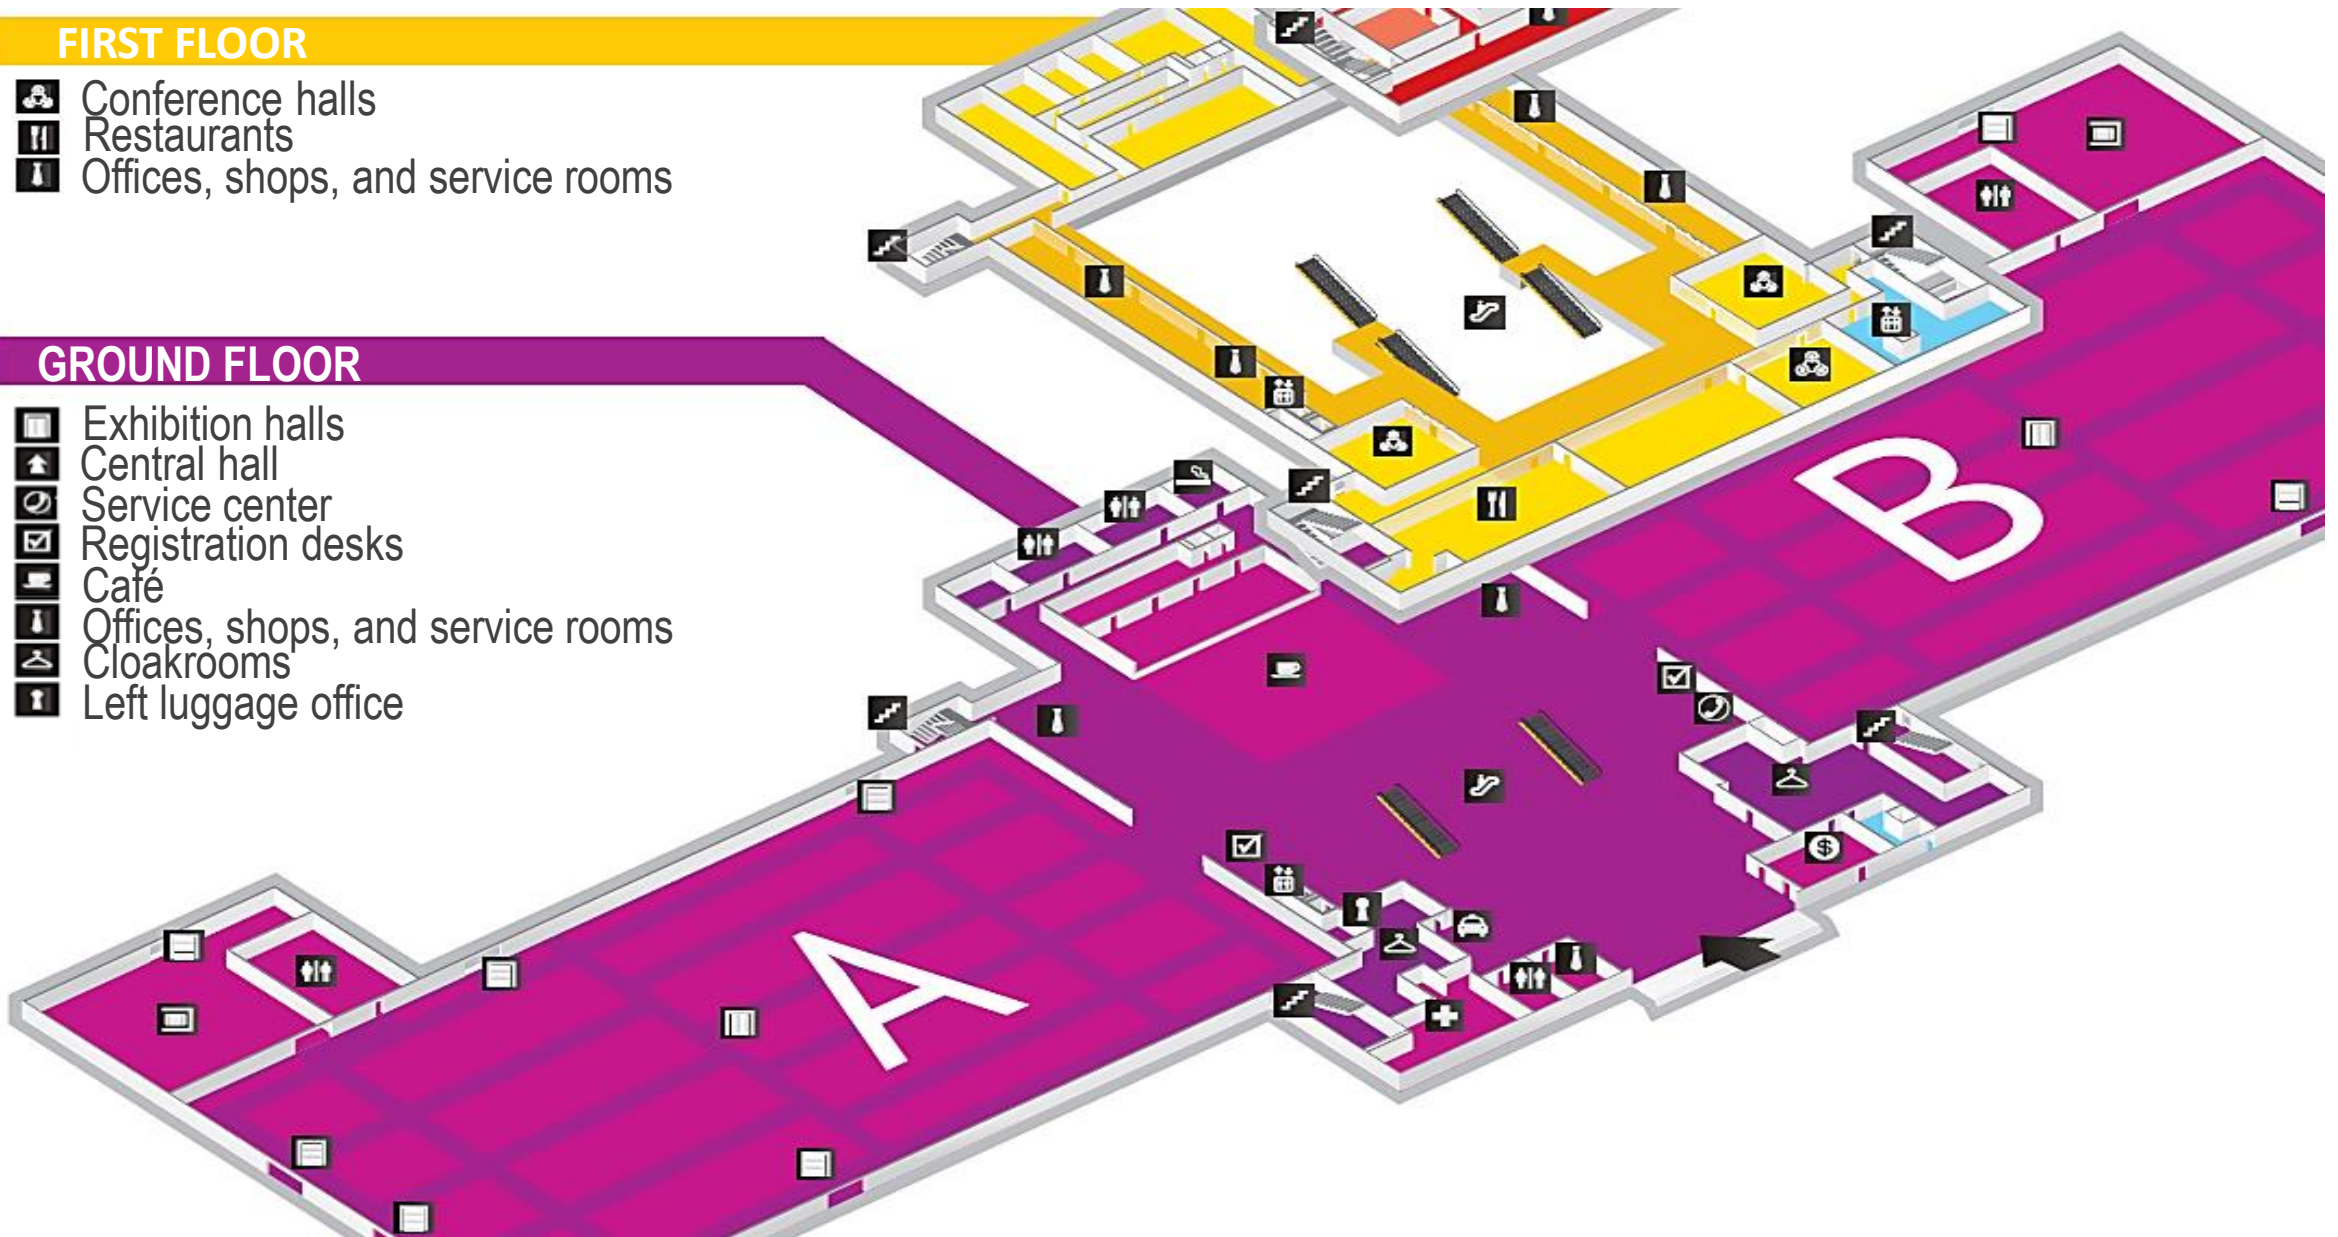 FIRST FLOOR
Conference halls
Restaurants
Offices, shops, and service rooms
GROUND FLOOR
Exhibition halls
Central hall
Service center
Registration desks
Café
Offices, shops, and service rooms
Cloakrooms
Left luggage office
B
$
A